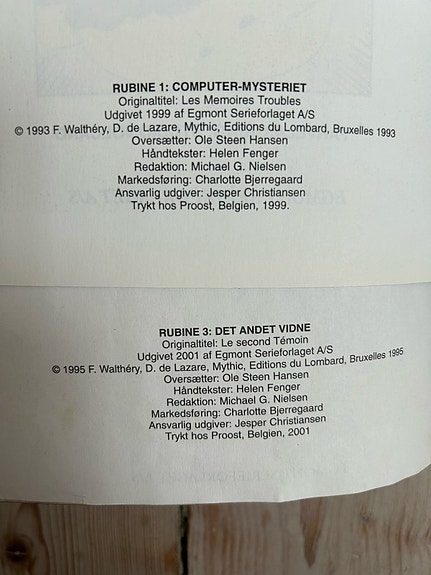 RUBINE 1: COMPUTER-MYSTERIET
Originaltitel: Les Memoires Troubles
Udgivet 1999 af Egmont Serieforlaget A/S
© 1993 F. Walthéry, D. de Lazare, Mythic, Editions du Lombard, Bruxelles 1993
Oversætter: Ole Steen Hansen
Håndtekster: Helen Fenger
Redaktion: Michael G. Nielsen
Markedsføring: Charlotte Bjerregaard
Ansvarlig udgiver: Jesper Christiansen
Trykt hos Proost, Belgien, 1999.
RUBINE 3: DET ANDET VIDNE
Originaltitel: Le second Témoin
Udgivet 2001 af Egmont Serieforlaget A/S
© 1995 F. Walthéry, D. de Lazare, Mythic, Editions du Lombard, Bruxelles 1995
Oversætter: Ole Steen Hansen
Håndtekster: Helen Fenger
Redaktion: Michael G. Nielsen
Markedsføring: Charlotte Bjerregaard
Ansvarlig udgiver: Jesper Christiansen
Trykt hos Proost, Belgien, 2001